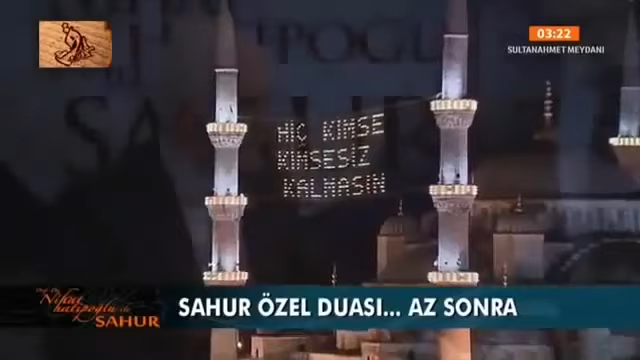 03:22
SULTANAHMET MEYDANI
HİÇ KİMSE
KİMSESİZ
KALMASIN
Nihat
hatipoğlu ile
SAHUR
SAHUR ÖZEL DUASI... AZ SONRA